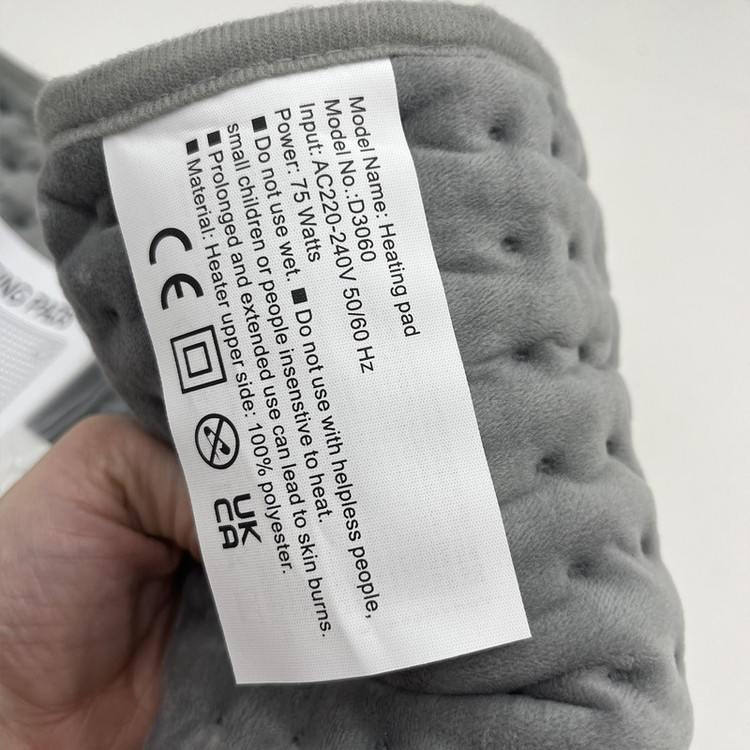 Model Name: Heating pad
Model No.:D3060
Input: AC220-240V 50/60 Hz
Power: 75 Watts
■ Do not use wet. ■ Do not use with helpless people,
small children or people insenstive to heat.
■ Prolonged and extended use can lead to skin burns.
■ Material: Heater upper side: 100% polyester.
CE
UK
CA